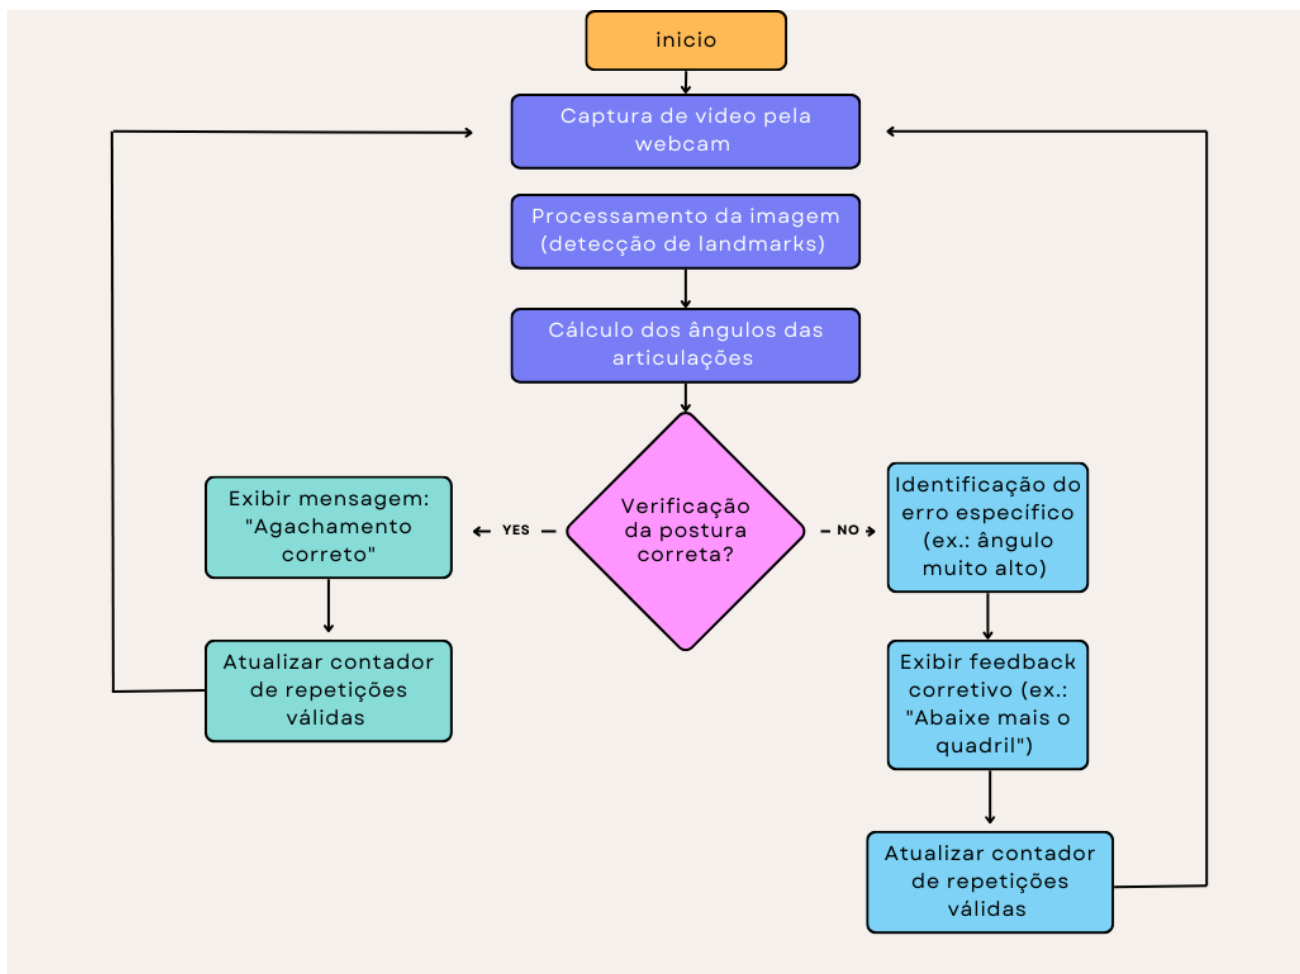 inicio
Captura de vídeo pela
webcam
Processamento da imagem
(detecção de landmarks)
Cálculo dos ângulos das
articulações
Verificação
da postura
correta?
YES
Exibir mensagem:
"Agachamento
correto"
Atualizar contador
de repetições
válidas
NO
Identificação do
erro específico
(ex.: ângulo
muito alto)
Exibir feedback
corretivo (ex.:
"Abaixe mais o
quadril")
Atualizar contador
de repetições
válidas